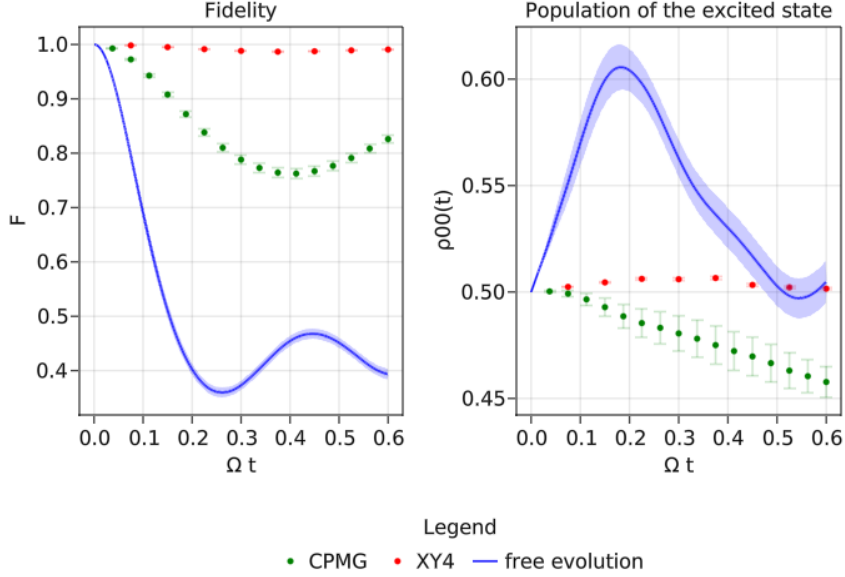 Fidelity
1.0
0.9
0.8
0.7
0.6
0.5
0.4
F
0.0 0.1 0.2 0.3 0.4 0.5 0.6
Ω t
Population of the excited state
0.60
0.55
0.50
0.45
ρ00(t)
0.0 0.1 0.2 0.3 0.4 0.5 0.6
Ω t
Legend
CPMG XY4 free evolution